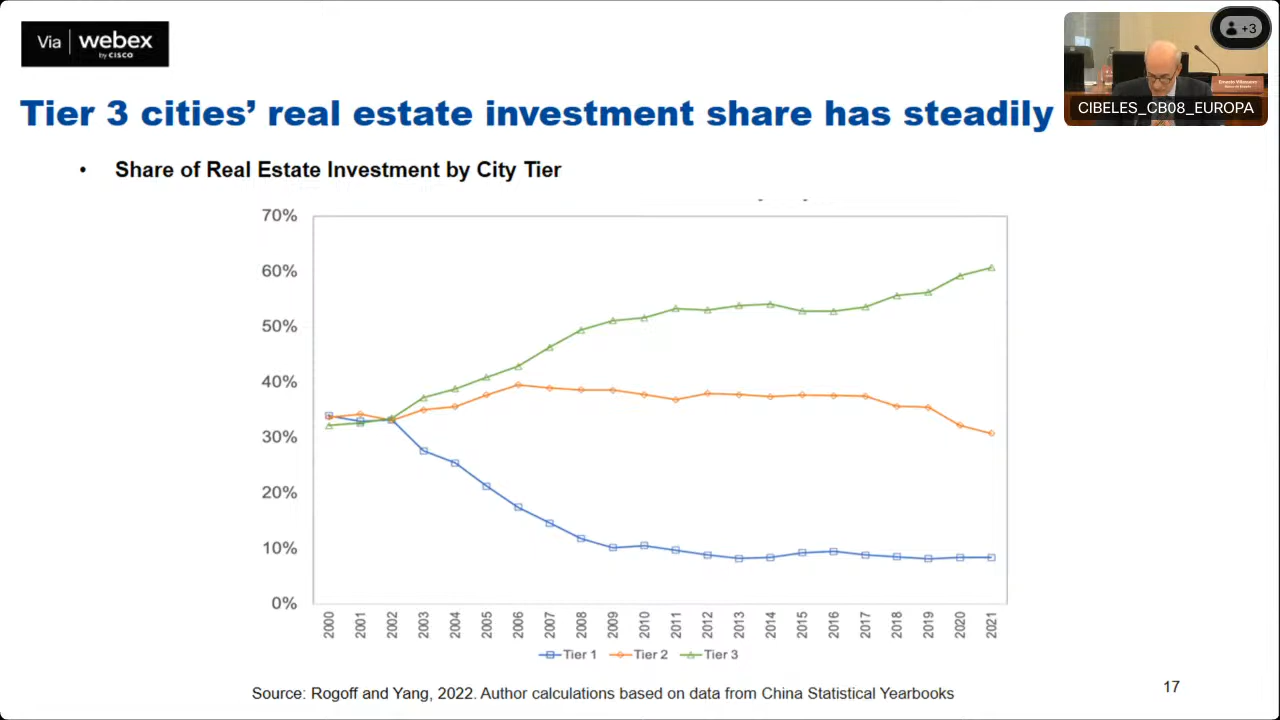 Via webex
by CISCO
+3
CIBELES_CB08_EUROPA
Tier 3 cities’ real estate investment share has steadily
• Share of Real Estate Investment by City Tier
70%
60%
50%
40%
30%
20%
10%
0%
2000 2001 2002 2003 2004 2005 2006 2007 2008 2009 2010 2011 2012 2013 2014 2015 2016 2017 2018 2019 2020 2021
Tier 1 Tier 2 Tier 3
Source: Rogoff and Yang, 2022. Author calculations based on data from China Statistical Yearbooks
17